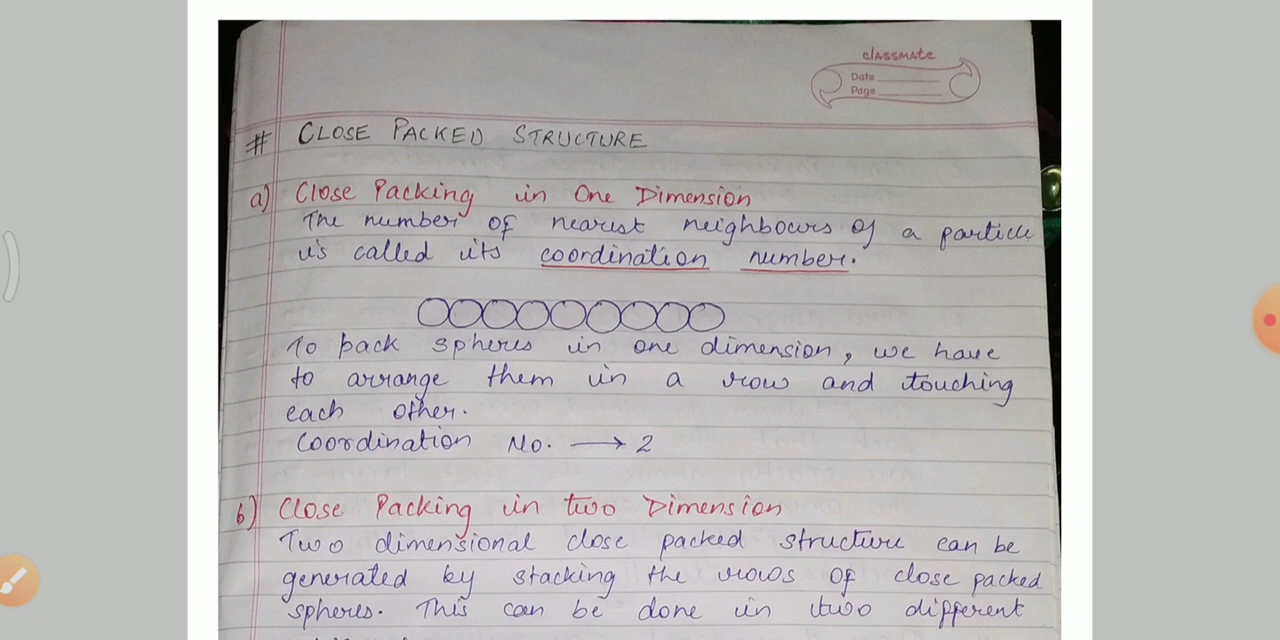 classmate
Date
Page
# CLOSE PACKED STRUCTURE
a) Close Packing in One Dimension
The number of nearest neighbours of a particle
is called its coordination number.
To pack spheres in one dimension, we have
to arrange them in a row and touching
each other.
Coordination No. → 2
b) Close Packing in two Dimension
Two dimensional close packed structure can be
generated by stacking the rows of close packed
spheres. This can be done in two different